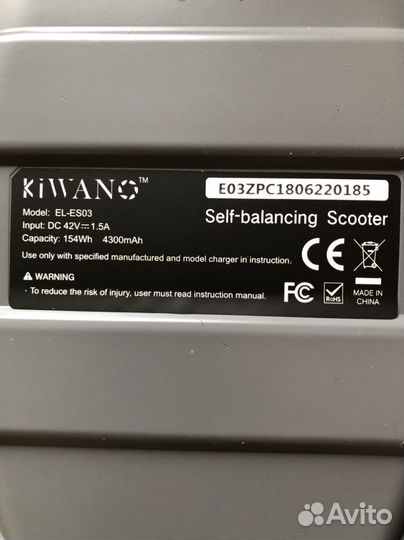 KiWANO™
E03ZPC1806220185
Model: EL-ES03
Input: DC 42V⎓1.5A
Capacity: 154Wh 4300mAh
Self-balancing Scooter
Use only with specified manufactured and model charger in instruction.
CE
⚠ WARNING
· To reduce the risk of injury, user must read instruction manual.
FC
RoHS
MADE IN
CHINA
Avito